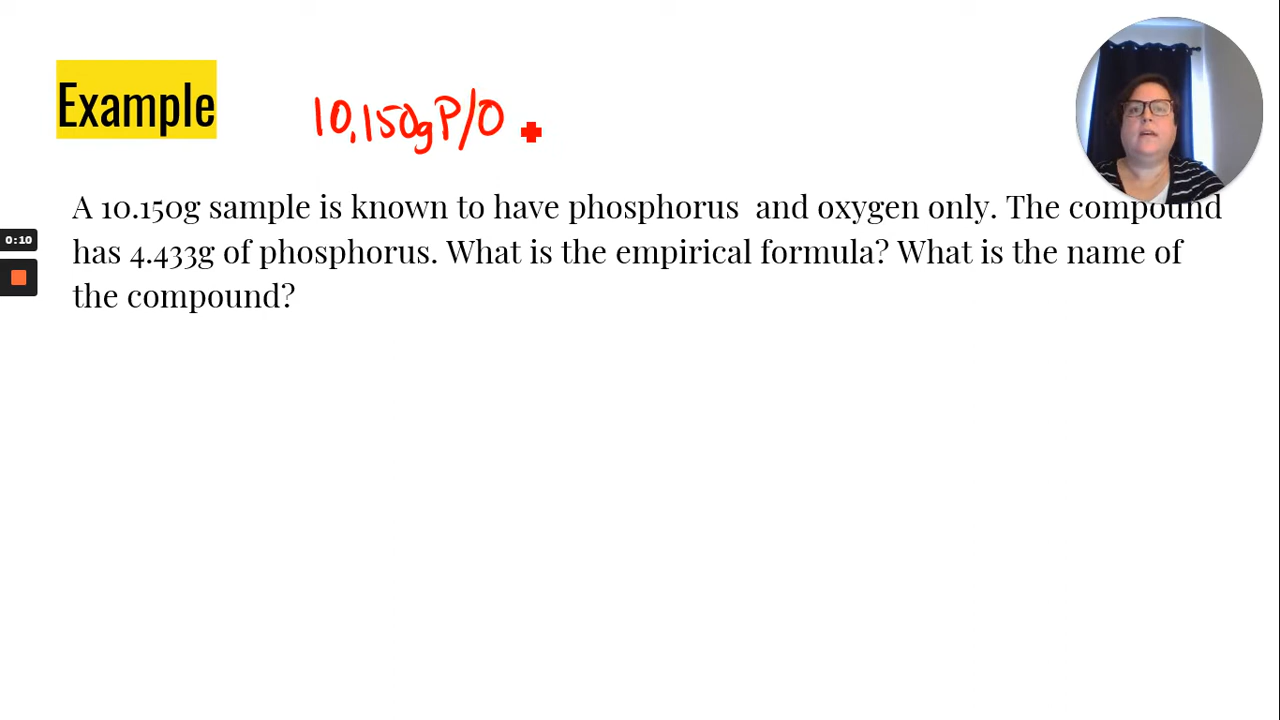 Example
10.150g P/O
A 10.150g sample is known to have phosphorus and oxygen only. The compound
0:10
has 4.433g of phosphorus. What is the empirical formula? What is the name of
the compound?